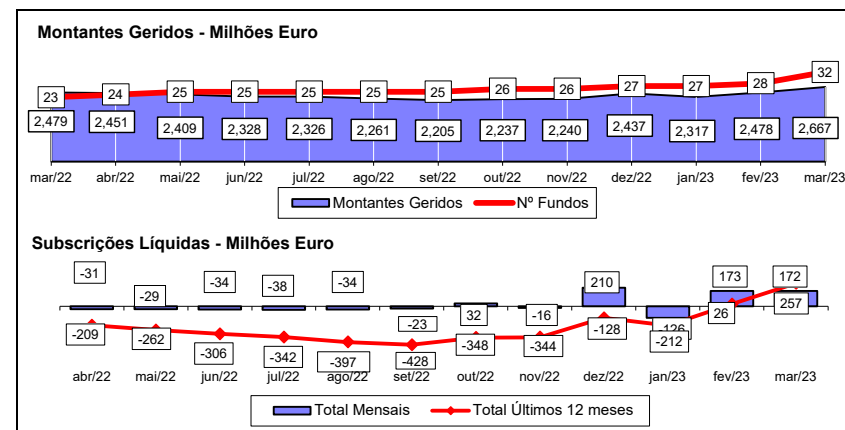 Montantes Geridos - Milhões Euro
23 24 25 25 25 25 25 26 26 27 27 28 32
2,479 2,451 2,409 2,328 2,326 2,261 2,205 2,237 2,240 2,437 2,317 2,478 2,667
mar/22 abr/22 mai/22 jun/22 jul/22 ago/22 set/22 out/22 nov/22 dez/22 jan/23 fev/23 mar/23
Montantes Geridos Nº Fundos
Subscrições Líquidas - Milhões Euro
-31 -29 -34 -38 -34 -23 32 -16 210 -126 173 172
-209 -262 -306 -342 -397 -428 -348 -344 -128 -212 26 257
abr/22 mai/22 jun/22 jul/22 ago/22 set/22 out/22 nov/22 dez/22 jan/23 fev/23 mar/23
Total Mensais Total Últimos 12 meses